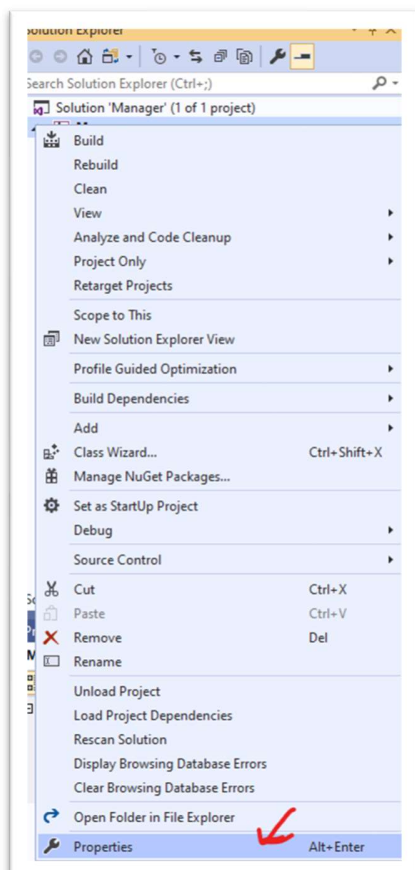 Solution Explorer
Search Solution Explorer (Ctrl+;)
Solution 'Manager' (1 of 1 project)
Build
Rebuild
Clean
View
Analyze and Code Cleanup
Project Only
Retarget Projects
Scope to This
New Solution Explorer View
Profile Guided Optimization
Build Dependencies
Add
Class Wizard... Ctrl+Shift+X
Manage NuGet Packages...
Set as StartUp Project
Debug
Source Control
Cut Ctrl+X
Paste Ctrl+V
Remove Del
Rename
Unload Project
Load Project Dependencies
Rescan Solution
Display Browsing Database Errors
Clear Browsing Database Errors
Open Folder in File Explorer
Properties Alt+Enter